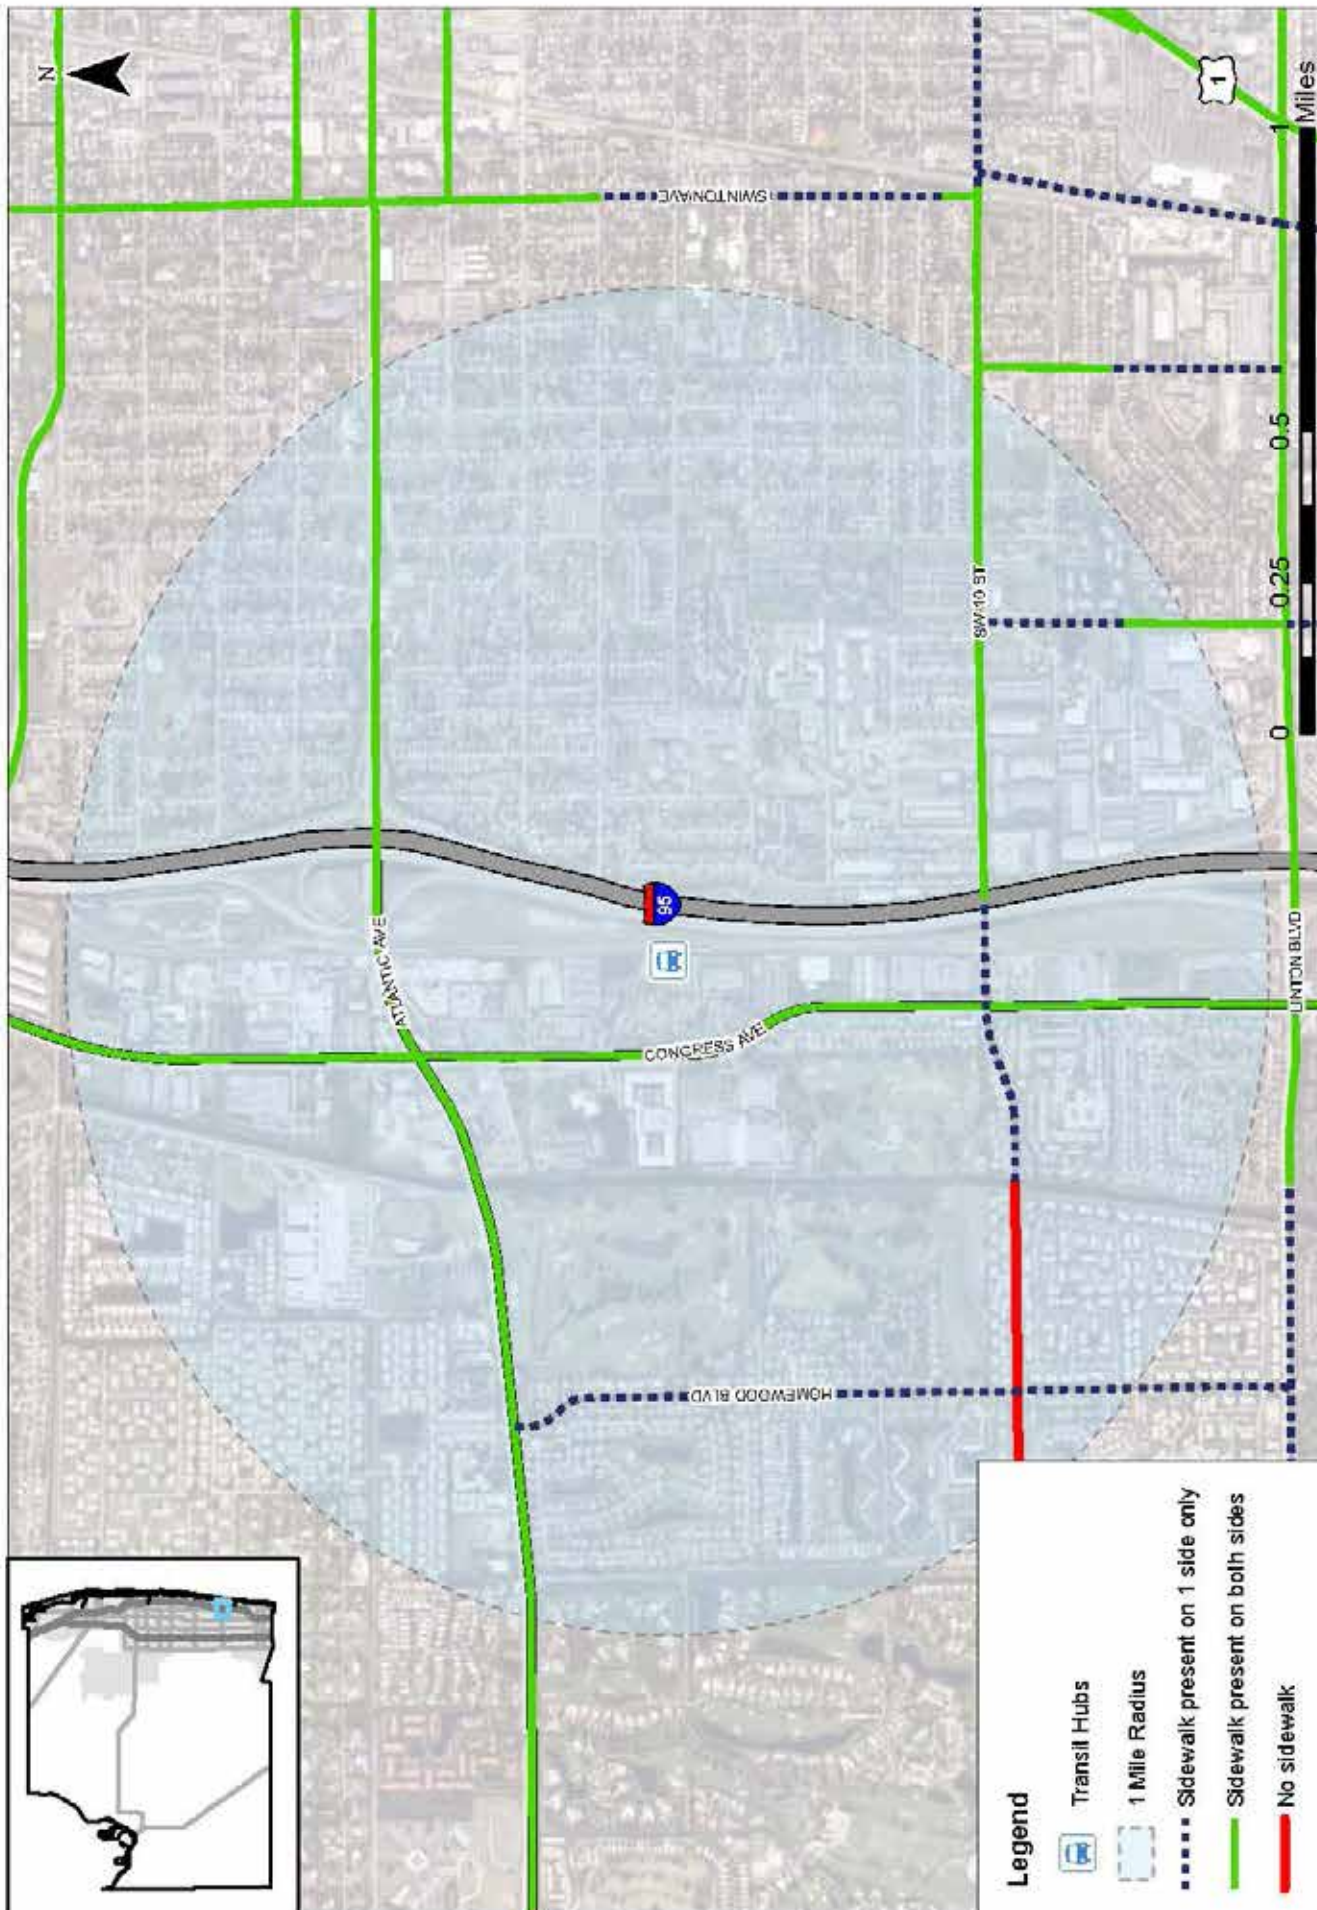 N
ATLANTIC AVE
SWINTON AVE
95
CONGRESS AVE
HOMEWOOD BLVD
SW 10 ST
LINTON BLVD
1
Legend
Transit Hubs
1 Mile Radius
Sidewalk present on 1 side only
Sidewalk present on both sides
No sidewalk
0 0.25 0.5 1
Miles